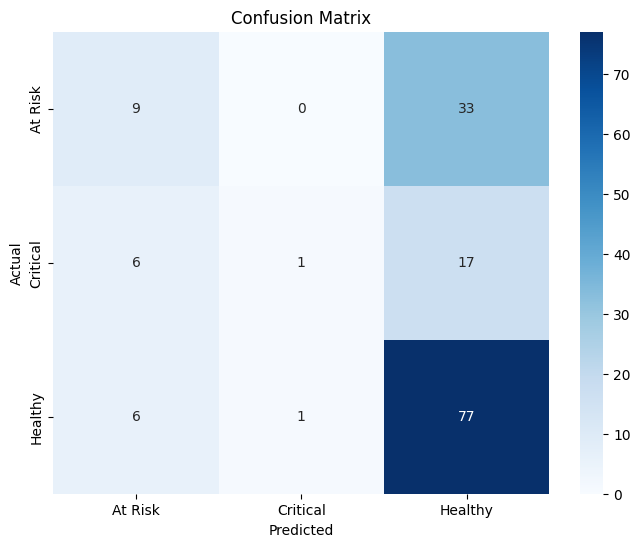 Confusion Matrix
At Risk
9 0 33
70
60
50
Actual
Critical
6 1 17
40
30
20
Healthy
6 1 77
10
0
At Risk Critical Healthy
Predicted